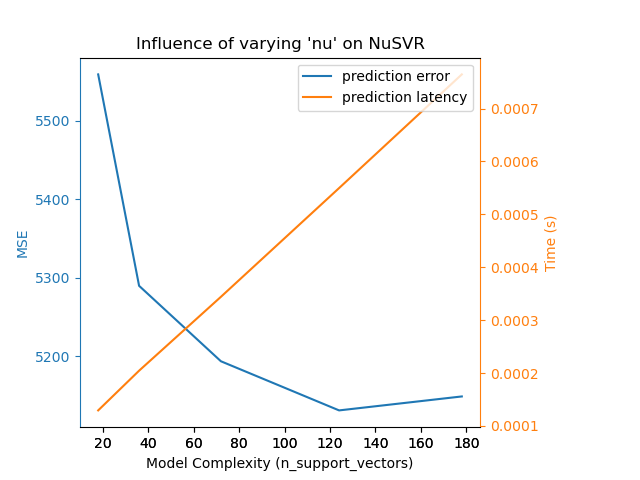 Influence of varying 'nu' on NuSVR
prediction error
prediction latency
MSE
5500
5400
5300
5200
Time (s)
0.0007
0.0006
0.0005
0.0004
0.0003
0.0002
0.0001
20 40 60 80 100 120 140 160 180
Model Complexity (n_support_vectors)